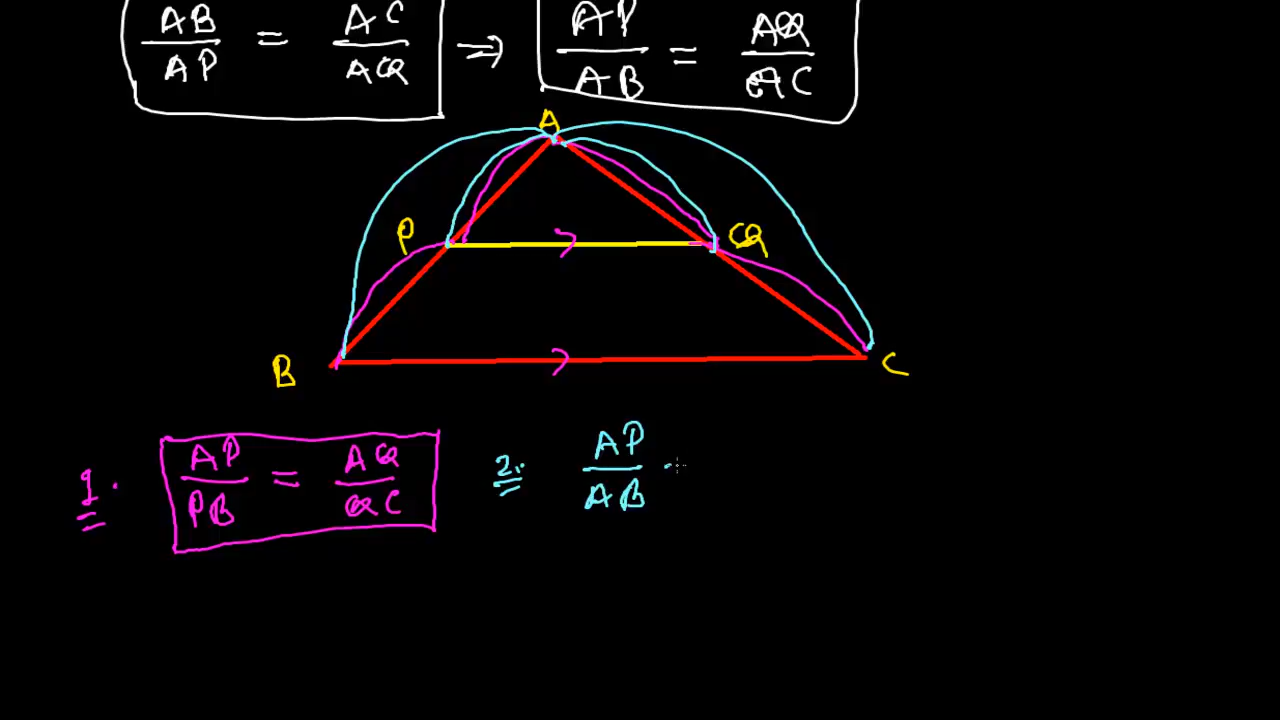 AB/AP = AC/AQ ⇒ AP/AB = AQ/AC
A
P Q
B C
1. AP/PB = AQ/QC 2. AP/AB -